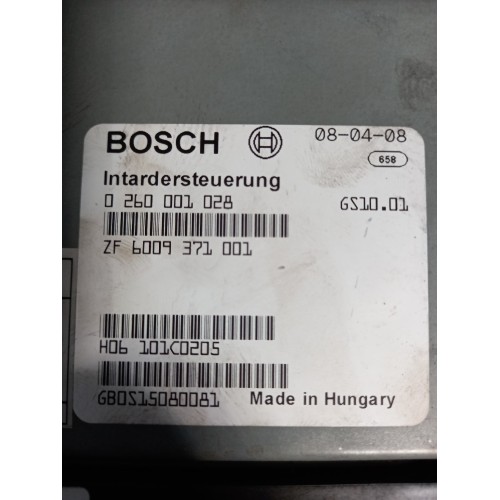 BOSCH 08-04-08
658
Intardersteuerung
0 260 001 028 GS10.01
ZF 6009 371 001
H06 101C0205
GB0S15080081 Made in Hungary